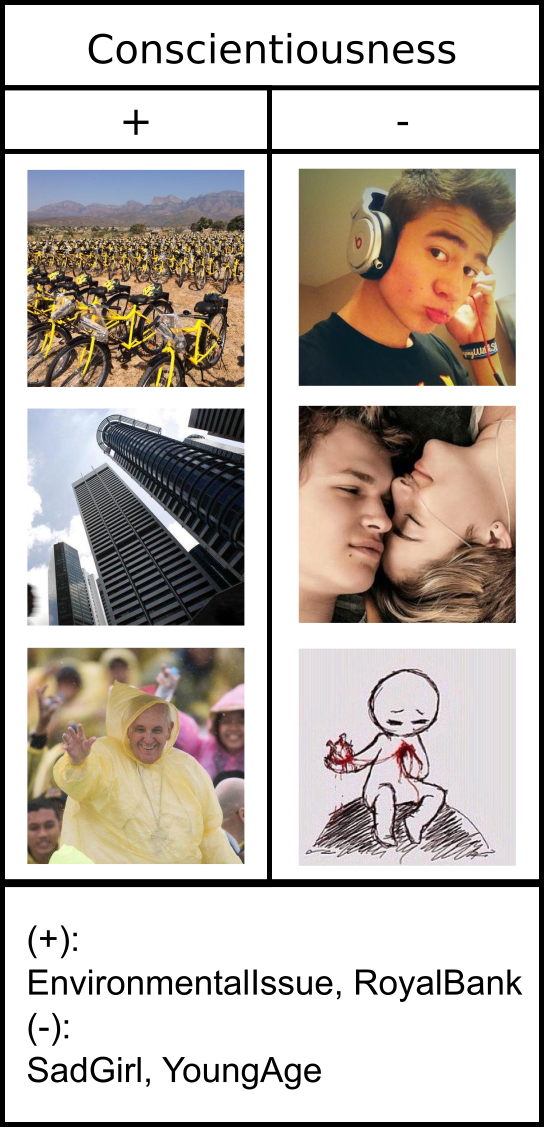 Conscientiousness
+
-
(+):
EnvironmentalIssue, RoyalBank
(-):
SadGirl, YoungAge